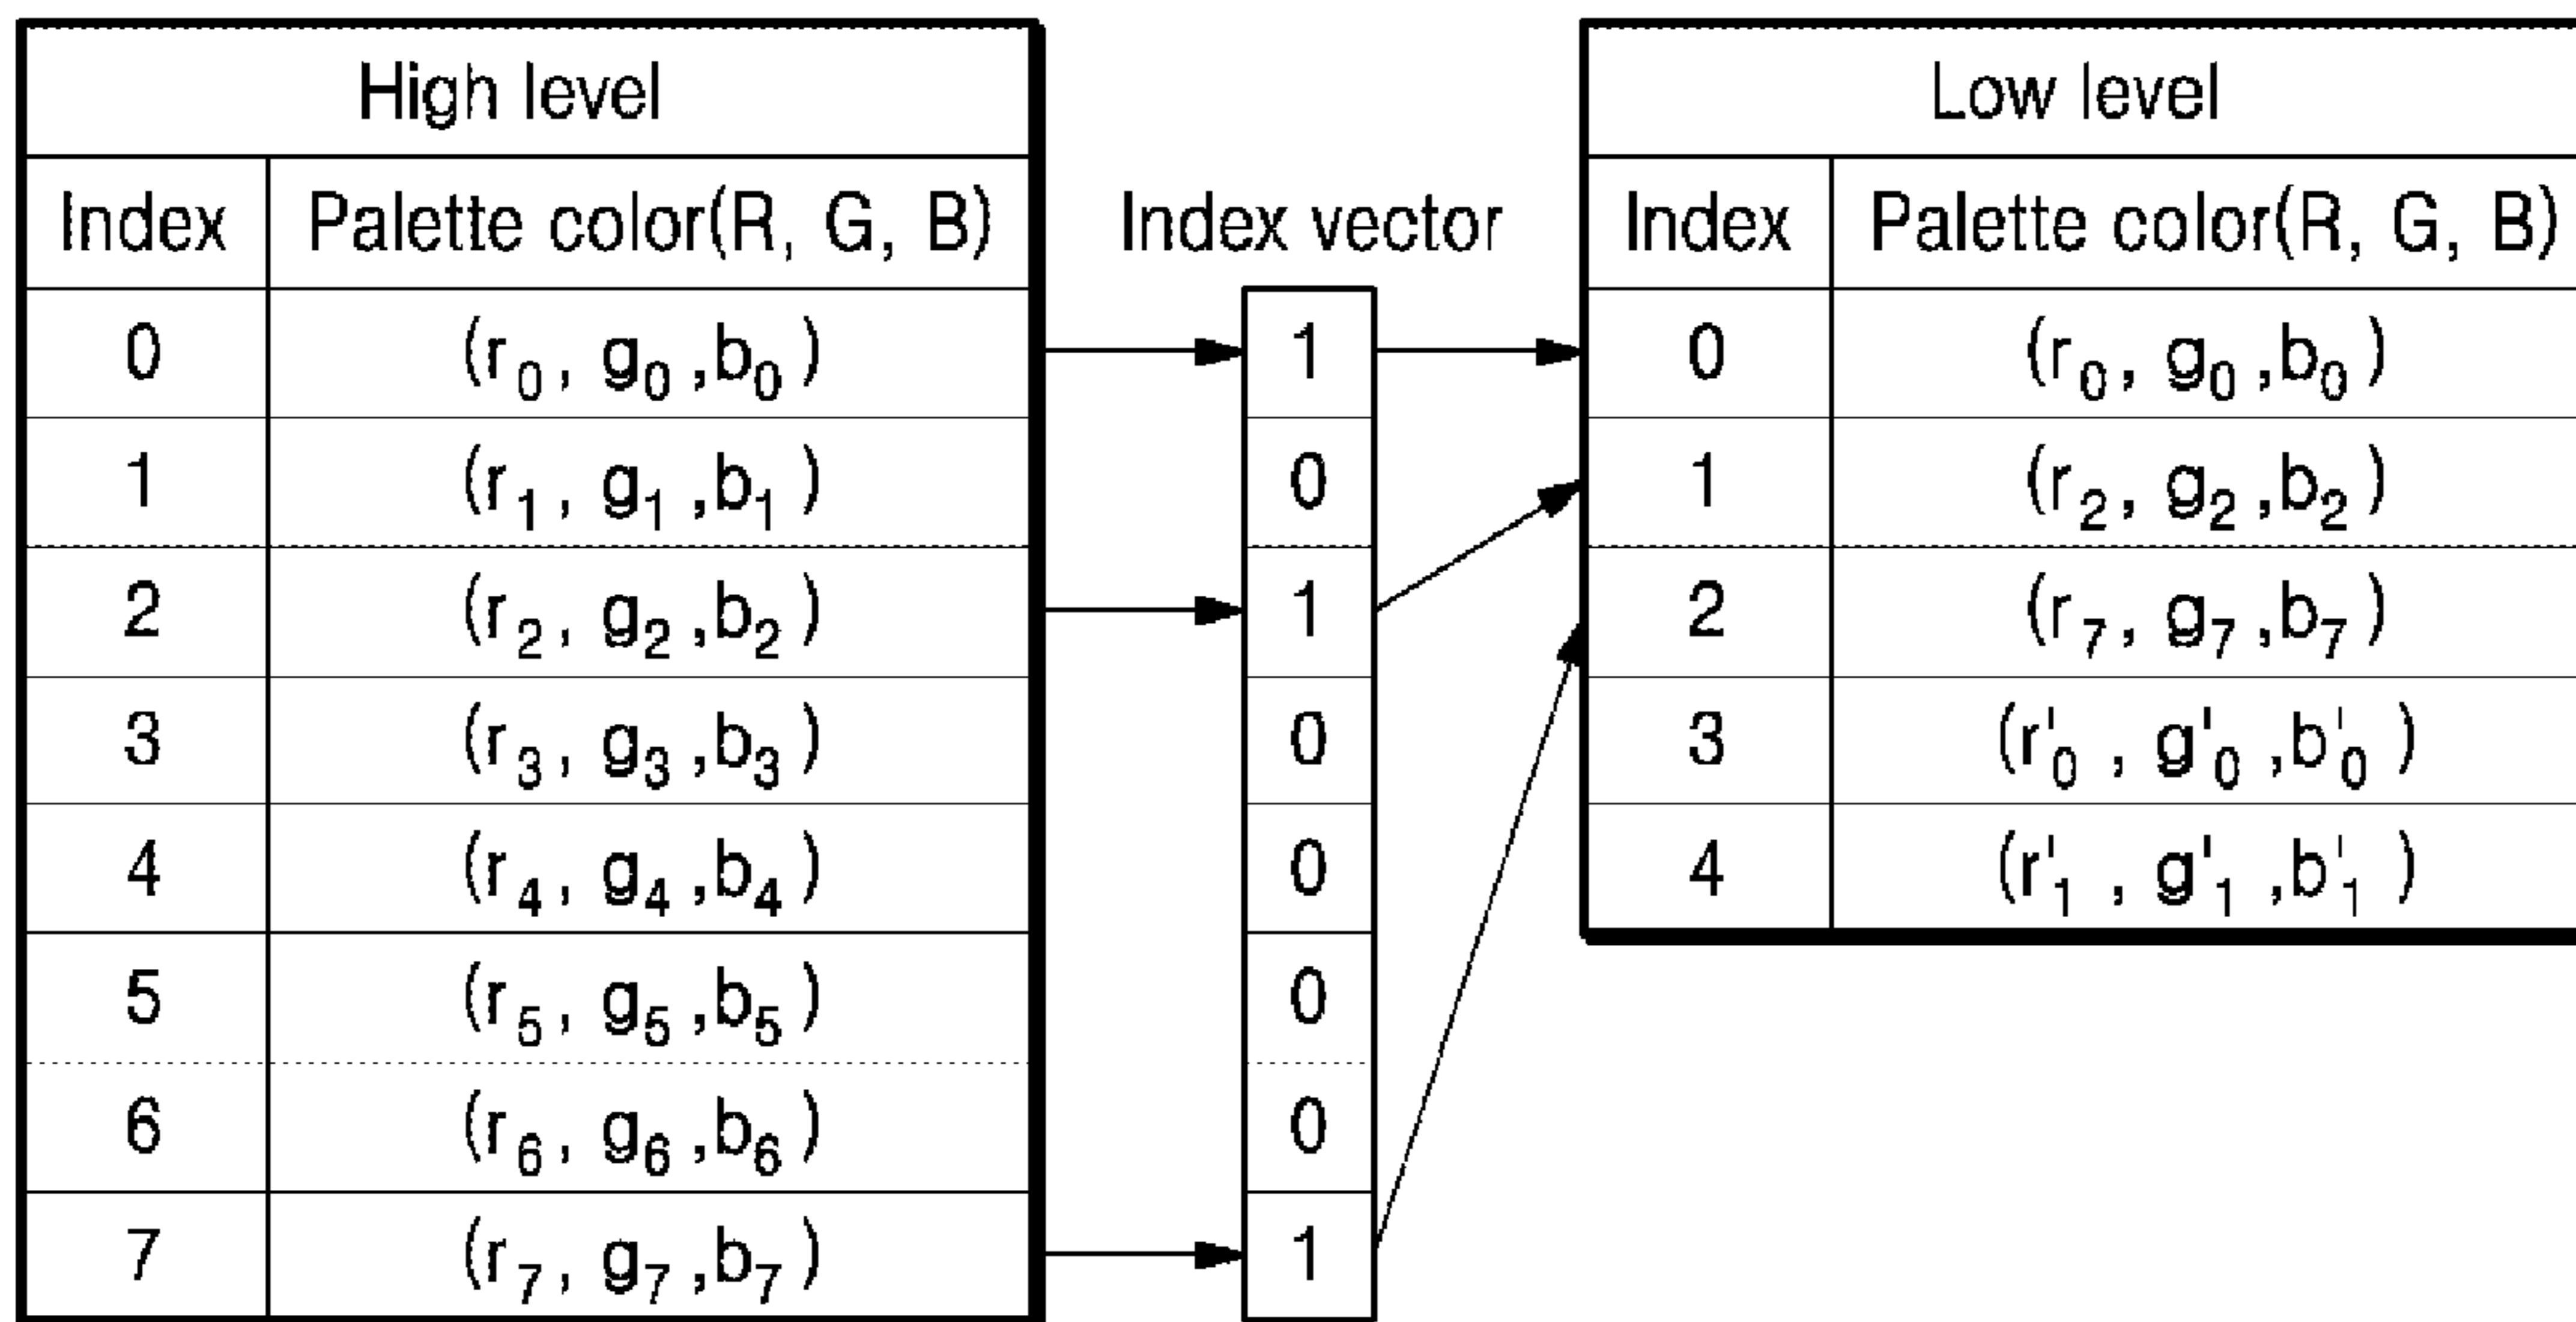 High level Low level
Index Palette color(R, G, B) Index vector Index Palette color(R, G, B)
0 (r0, g0 ,b0 ) 1 0 (r0, g0 ,b0 )
1 (r1, g1 ,b1 ) 0 1 (r2, g2 ,b2 )
2 (r2, g2 ,b2 ) 1 2 (r7, g7 ,b7 )
3 (r3, g3 ,b3 ) 0 3 (r'0 , g'0 ,b'0 )
4 (r4, g4 ,b4 ) 0 4 (r'1 , g'1 ,b'1 )
5 (r5, g5 ,b5 ) 0
6 (r6, g6 ,b6 ) 0
7 (r7, g7 ,b7 ) 1